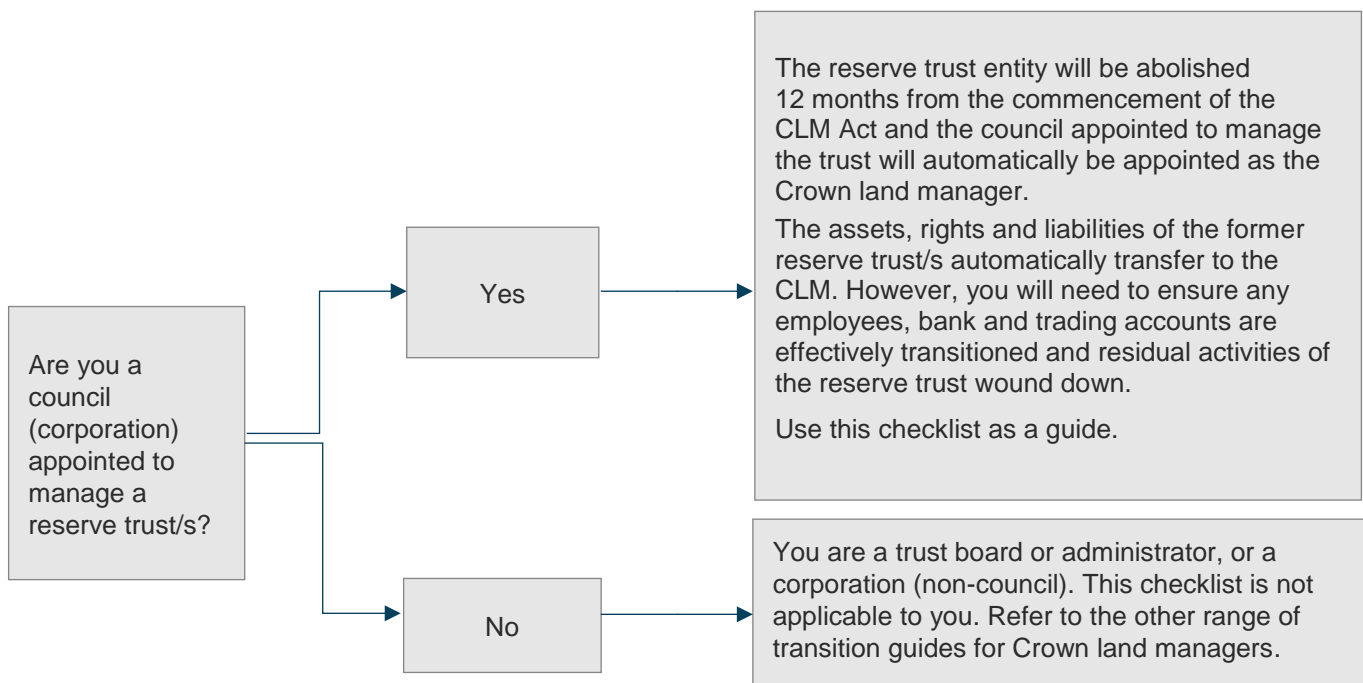 Are you a
council
(corporation)
appointed to
manage a
reserve trust/s?
Yes
The reserve trust entity will be abolished
12 months from the commencement of the
CLM Act and the council appointed to manage
the trust will automatically be appointed as the
Crown land manager.
The assets, rights and liabilities of the former
reserve trust/s automatically transfer to the
CLM. However, you will need to ensure any
employees, bank and trading accounts are
effectively transitioned and residual activities of
the reserve trust wound down.
Use this checklist as a guide.
No
You are a trust board or administrator, or a
corporation (non-council). This checklist is not
applicable to you. Refer to the other range of
transition guides for Crown land managers.